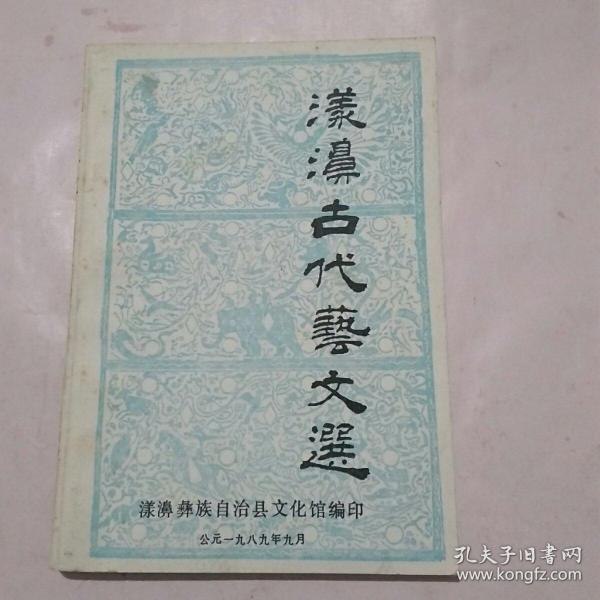 漾濞古代藝文選
漾濞彝族自治县文化馆编印
公元一九八九年九月
孔夫子旧書网
www.kongfz.com